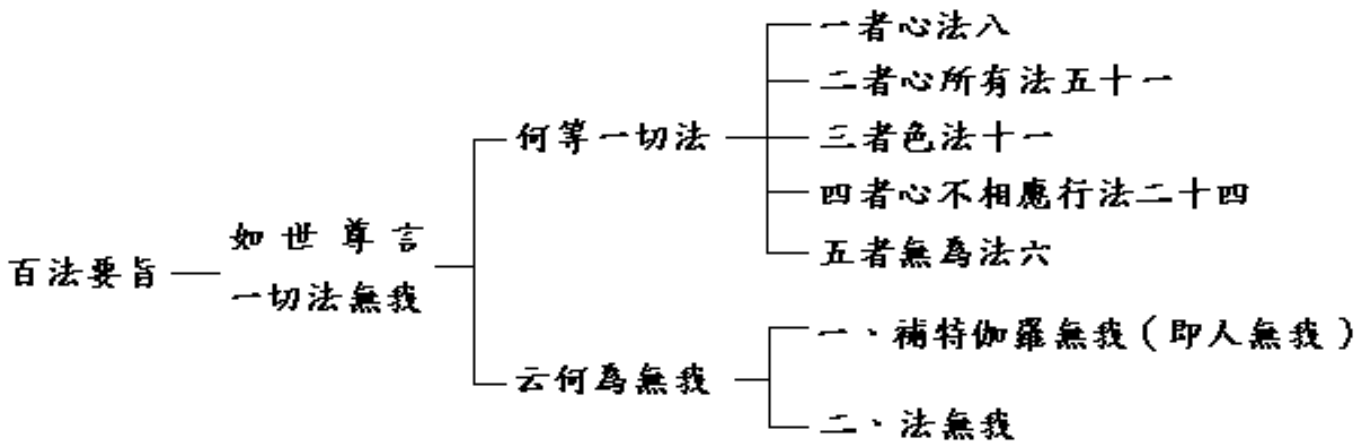 百法要旨
如世尊言
一切法無我
何等一切法
一者心法八
二者心所有法五十一
三者色法十一
四者心不相應行法二十四
五者無為法六
云何為無我
一、補特伽羅無我（即人無我）
二、法無我